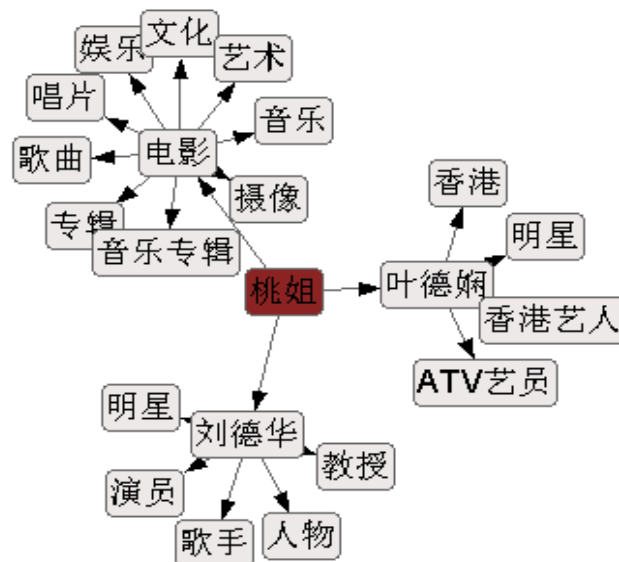 文化
娱乐
艺术
唱片
音乐
歌曲
电影
摄像
专辑
音乐专辑
香港
明星
桃姐
叶德娴
香港艺人
ATV艺员
明星
刘德华
教授
演员
歌手
人物